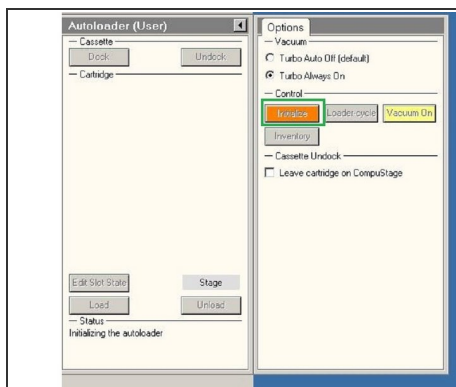 Autoloader (User)
Cassette
Dock
Undock
Cartridge
Edit Slot State
Stage
Load
Unload
Status
Initializing the autoloader
Options
Vacuum
Turbo Auto Off (default)
Turbo Always On
Control
Initialize
Loader-cycle
Vacuum On
Inventory
Cassette Undock
Leave cartridge on CompuStage